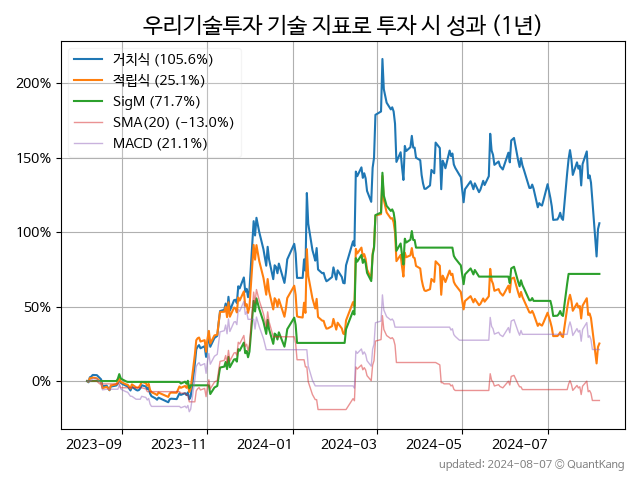 우리기술투자 기술 지표로 투자 시 성과 (1년)
거치식 (105.6%)
적립식 (25.1%)
SigM (71.7%)
SMA(20) (-13.0%)
MACD (21.1%)
200%
150%
100%
50%
0%
2023-09 2023-11 2024-01 2024-03 2024-05 2024-07
updated: 2024-08-07 © QuantKang